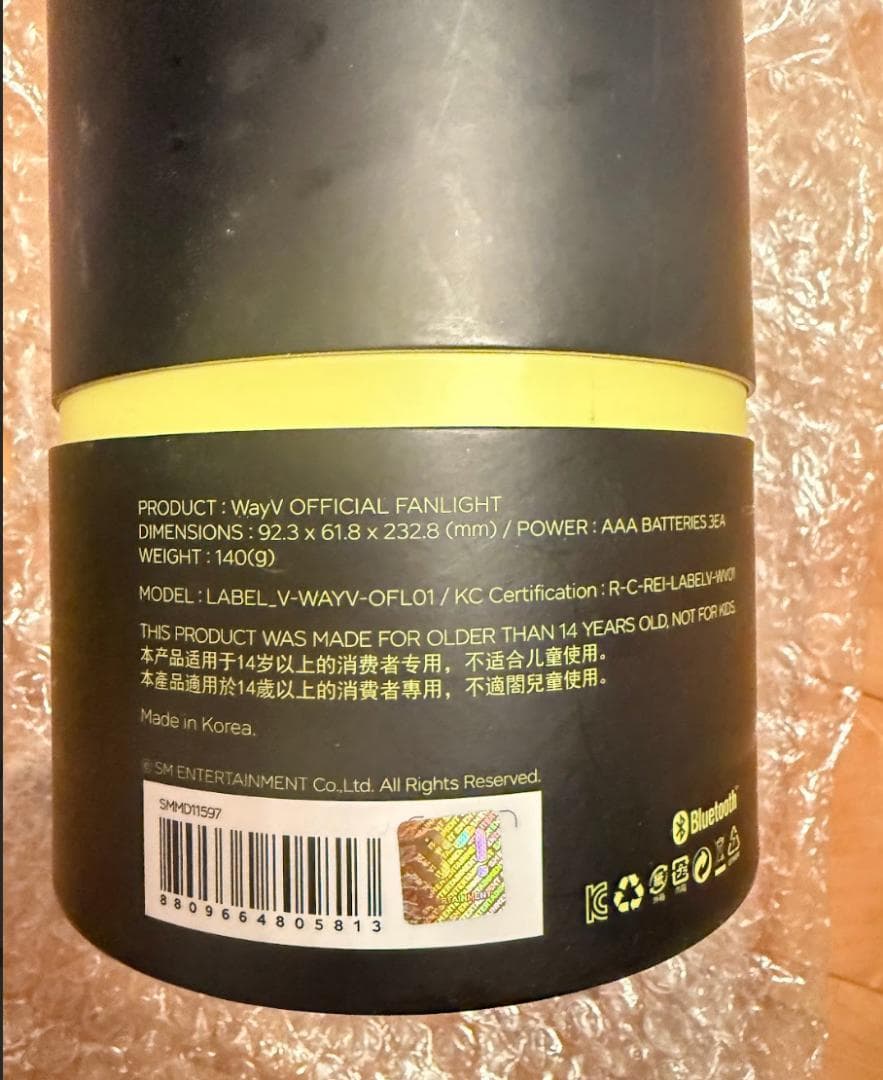 PRODUCT : WayV OFFICIAL FANLIGHT
DIMENSIONS : 92.3 x 61.8 x 232.8 (mm) / POWER : AAA BATTERIES 3EA
WEIGHT : 140(g)
MODEL : LABEL_V-WAYV-OFL01 / KC Certification : R-C-REI-LABELV-WV01
THIS PRODUCT WAS MADE FOR OLDER THAN 14 YEARS OLD, NOT FOR KIDS.
本产品适用于14岁以上的消费者专用，不适合儿童使用。
本產品適用於14歲以上的消費者專用，不適閤兒童使用。
Made in Korea.
© SM ENTERTAINMENT Co.,Ltd. All Rights Reserved.
SMMD11597
8809664805813
Bluetooth